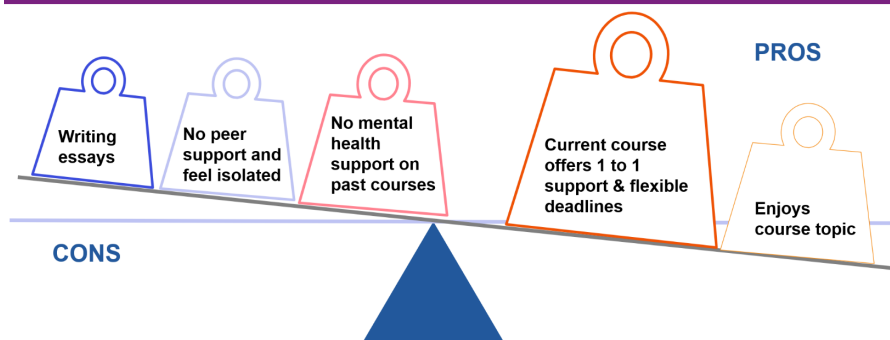 Writing
essays
No peer
support and
feel isolated
No mental
health
support on
past courses
Current course
offers 1 to 1
support & flexible
deadlines
PROS
Enjoys
course topic
CONS